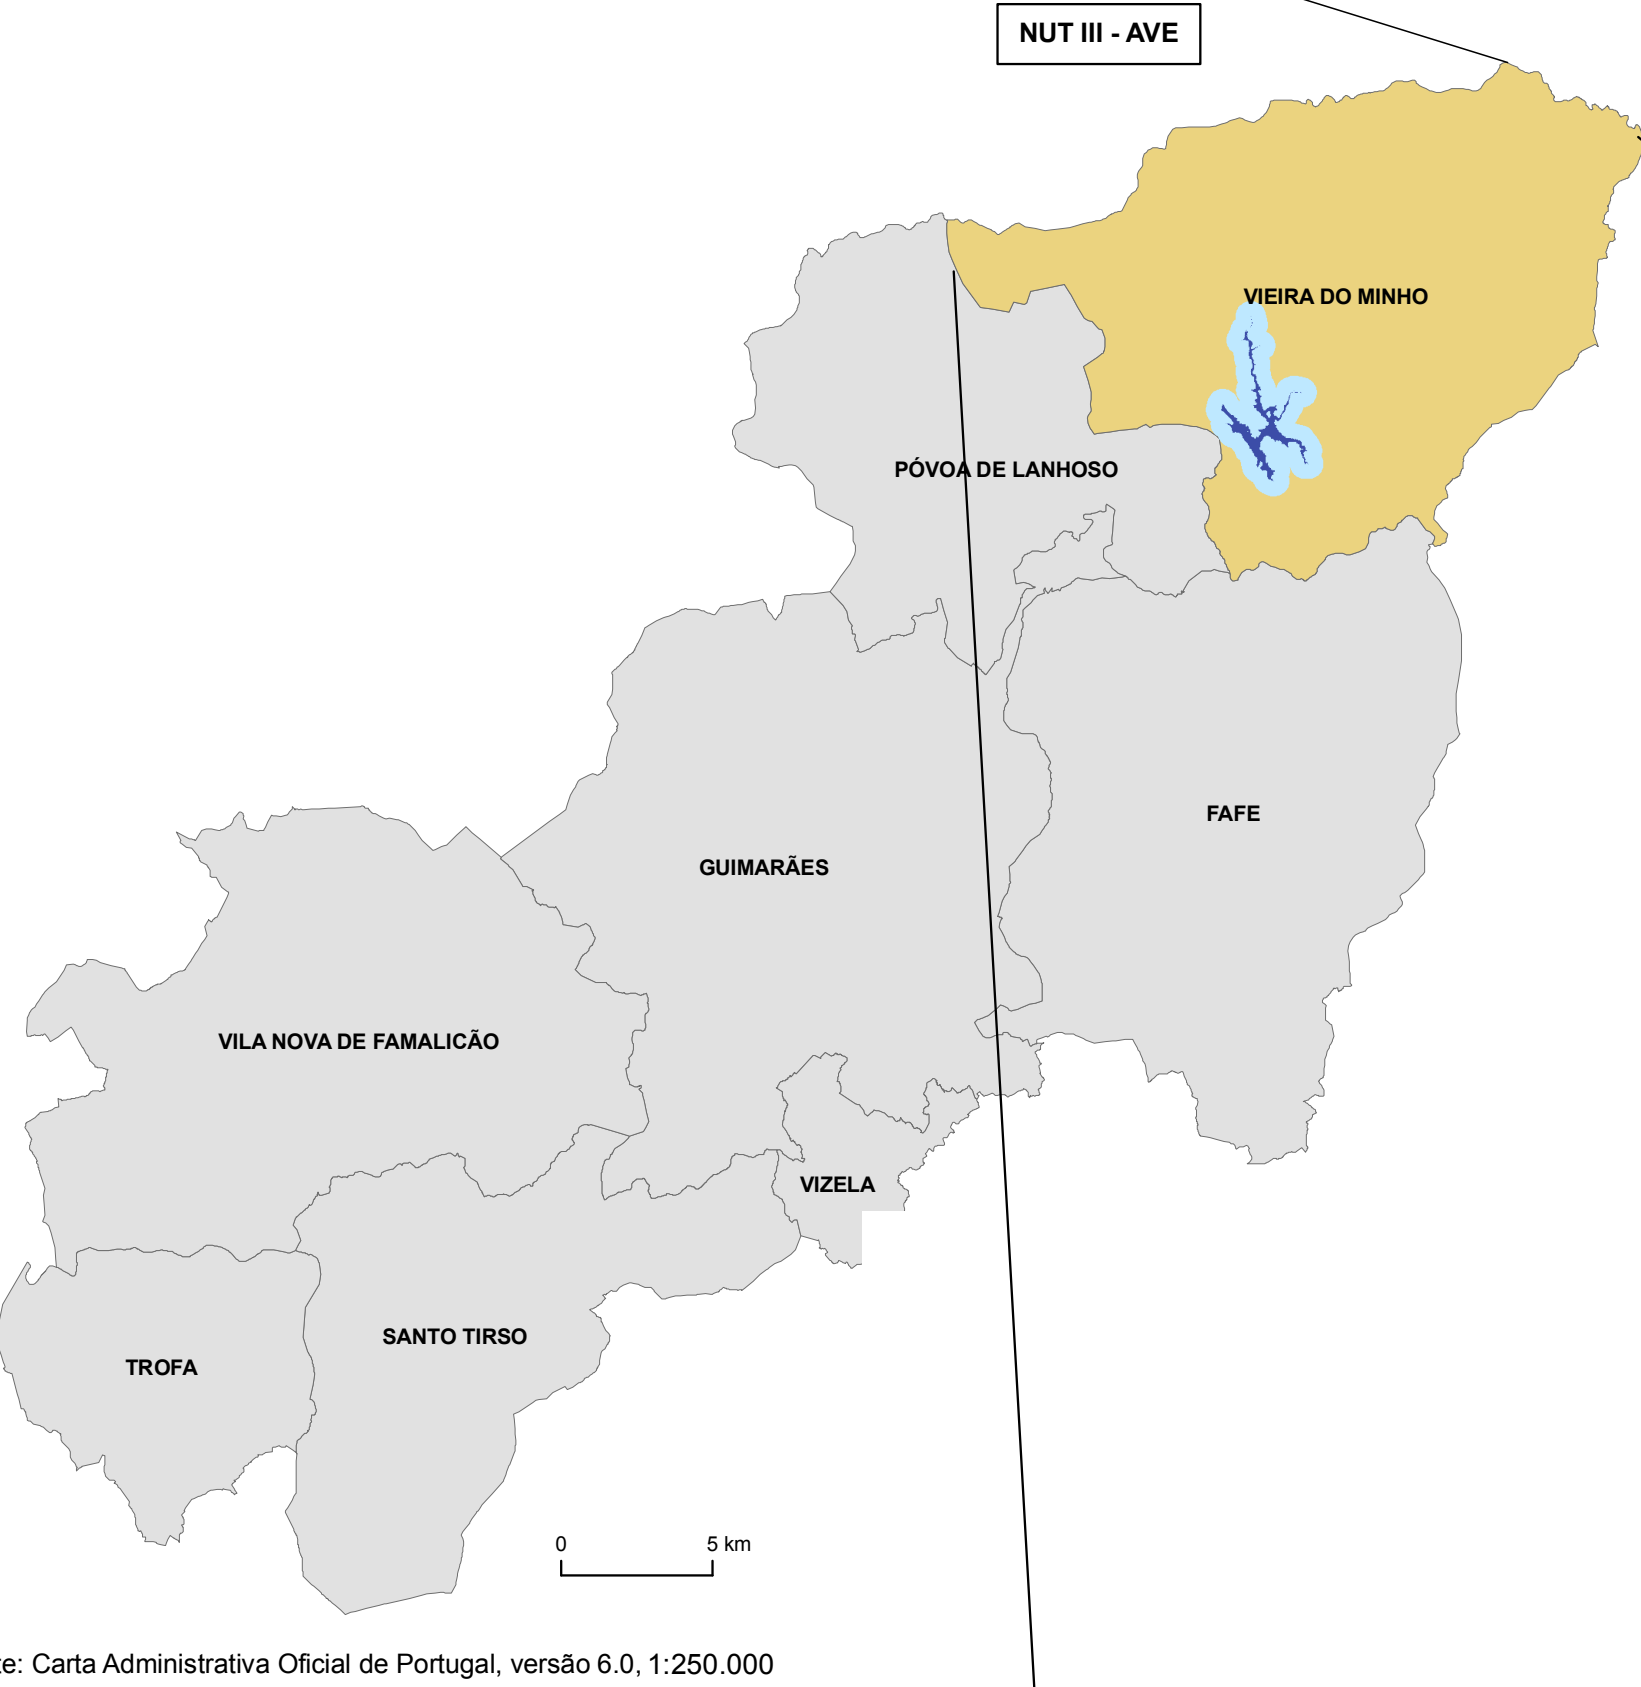 NUT III - AVE
VIEIRA DO MINHO
PÓVOA DE LANHOSO
FAFE
GUIMARÃES
VILA NOVA DE FAMALICÃO
VIZELA
SANTO TIRSO
TROFA
0 5 km
te: Carta Administrativa Oficial de Portugal, versão 6.0, 1:250.000